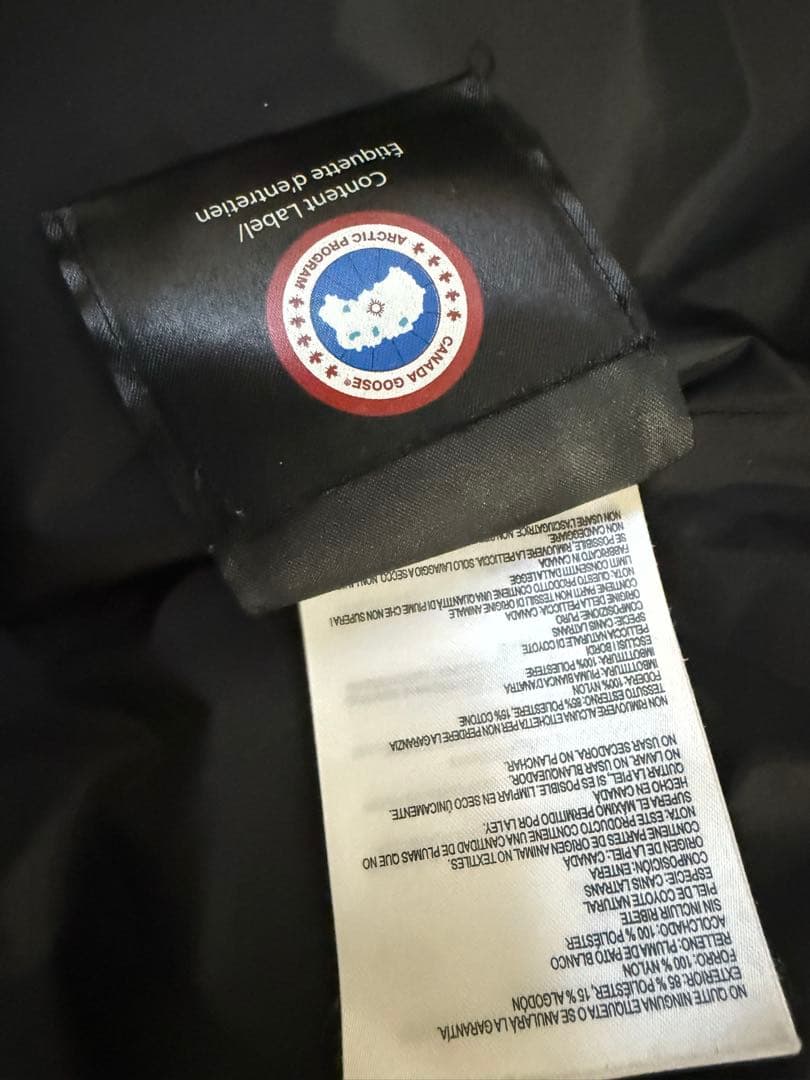 NO QUITE NINGUNA ETIQUETA O SE ANULARÁ LA GARANTÍA.
EXTERIOR: 85 % POLIÉSTER, 15 % ALGODÓN
FORRO: 100 % NYLON
RELLENO: PLUMA DE PATO BLANCO
ACOLCHADO: 100 % POLIÉSTER
SIN INCLUIR RIBETE
PIEL DE COYOTE NATURAL
ESPECIE: CANIS LATRANS
COMPOSICIÓN: ENTERA
ORIGEN DE LA PIEL: CANADÁ
CONTIENE PARTES DE ORIGEN ANIMAL NO TEXTILES.
NOTA: ESTE PRODUCTO CONTIENE UNA CANTIDAD DE PLUMAS QUE NO
SUPERA EL MÁXIMO PERMITIDO POR LA LEY.
HECHO EN CANADÁ
QUITAR LA PIEL, SI ES POSIBLE. LIMPIAR EN SECO ÚNICAMENTE.
NO LAVAR. NO USAR BLANQUEADOR.
NO USAR SECADORA. NO PLANCHAR.
NON RIMUOVERE ALCUNA ETICHETTA PER NON PERDERE LA GARANZIA
TESSUTO ESTERNO: 85% POLIESTERE, 15% COTONE
FODERA: 100% NYLON
IMBOTTITURA: PIUMA BIANCA D'ANATRA
IMBOTTITURA: 100% POLIESTERE
ESCLUSI I BORDI
PELLICCIA NATURALE DI COYOTE
SPECIE: CANIS LATRANS
COMPOSIZIONE: PURO
ORIGINE DELLA PELLICCIA: CANADA
CONTIENE PARTI NON TESSILI DI ORIGINE ANIMALE
NOTA: QUESTO PRODOTTO CONTIENE UNA QUANTITÀ DI PIUME CHE NON SUPERA I
LIMITI CONSENTITI DALLA LEGGE
FABBRICATO IN CANADA
SE POSSIBILE, RIMUOVERE LA PELLICCIA. SOLO LAVAGGIO A SECCO. NON
NON CANDEGGIARE
NON USARE L'ASCIUGATRICE. NON
CANADA GOOSE®
ARCTIC PROGRAM
Content Label/
Étiquette d'entretien